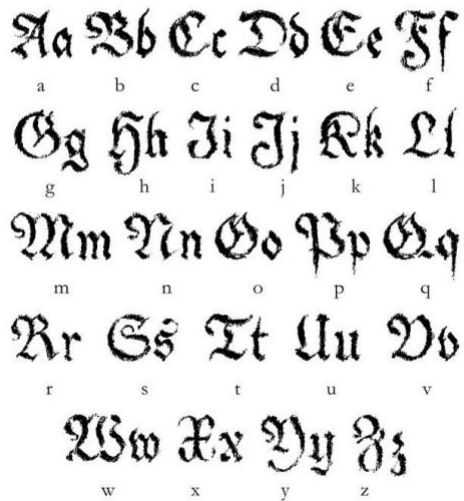 Aa Bb Cc Dd Ee Ff
a b c d e f
Gg Hh Ii Jj Kk Ll
g h i j k l
Mm Nn Oo Pp Qq
m n o p q
Rr Ss Tt Uu Vv
r s t u v
Ww Xx Yy Zz
w x y z